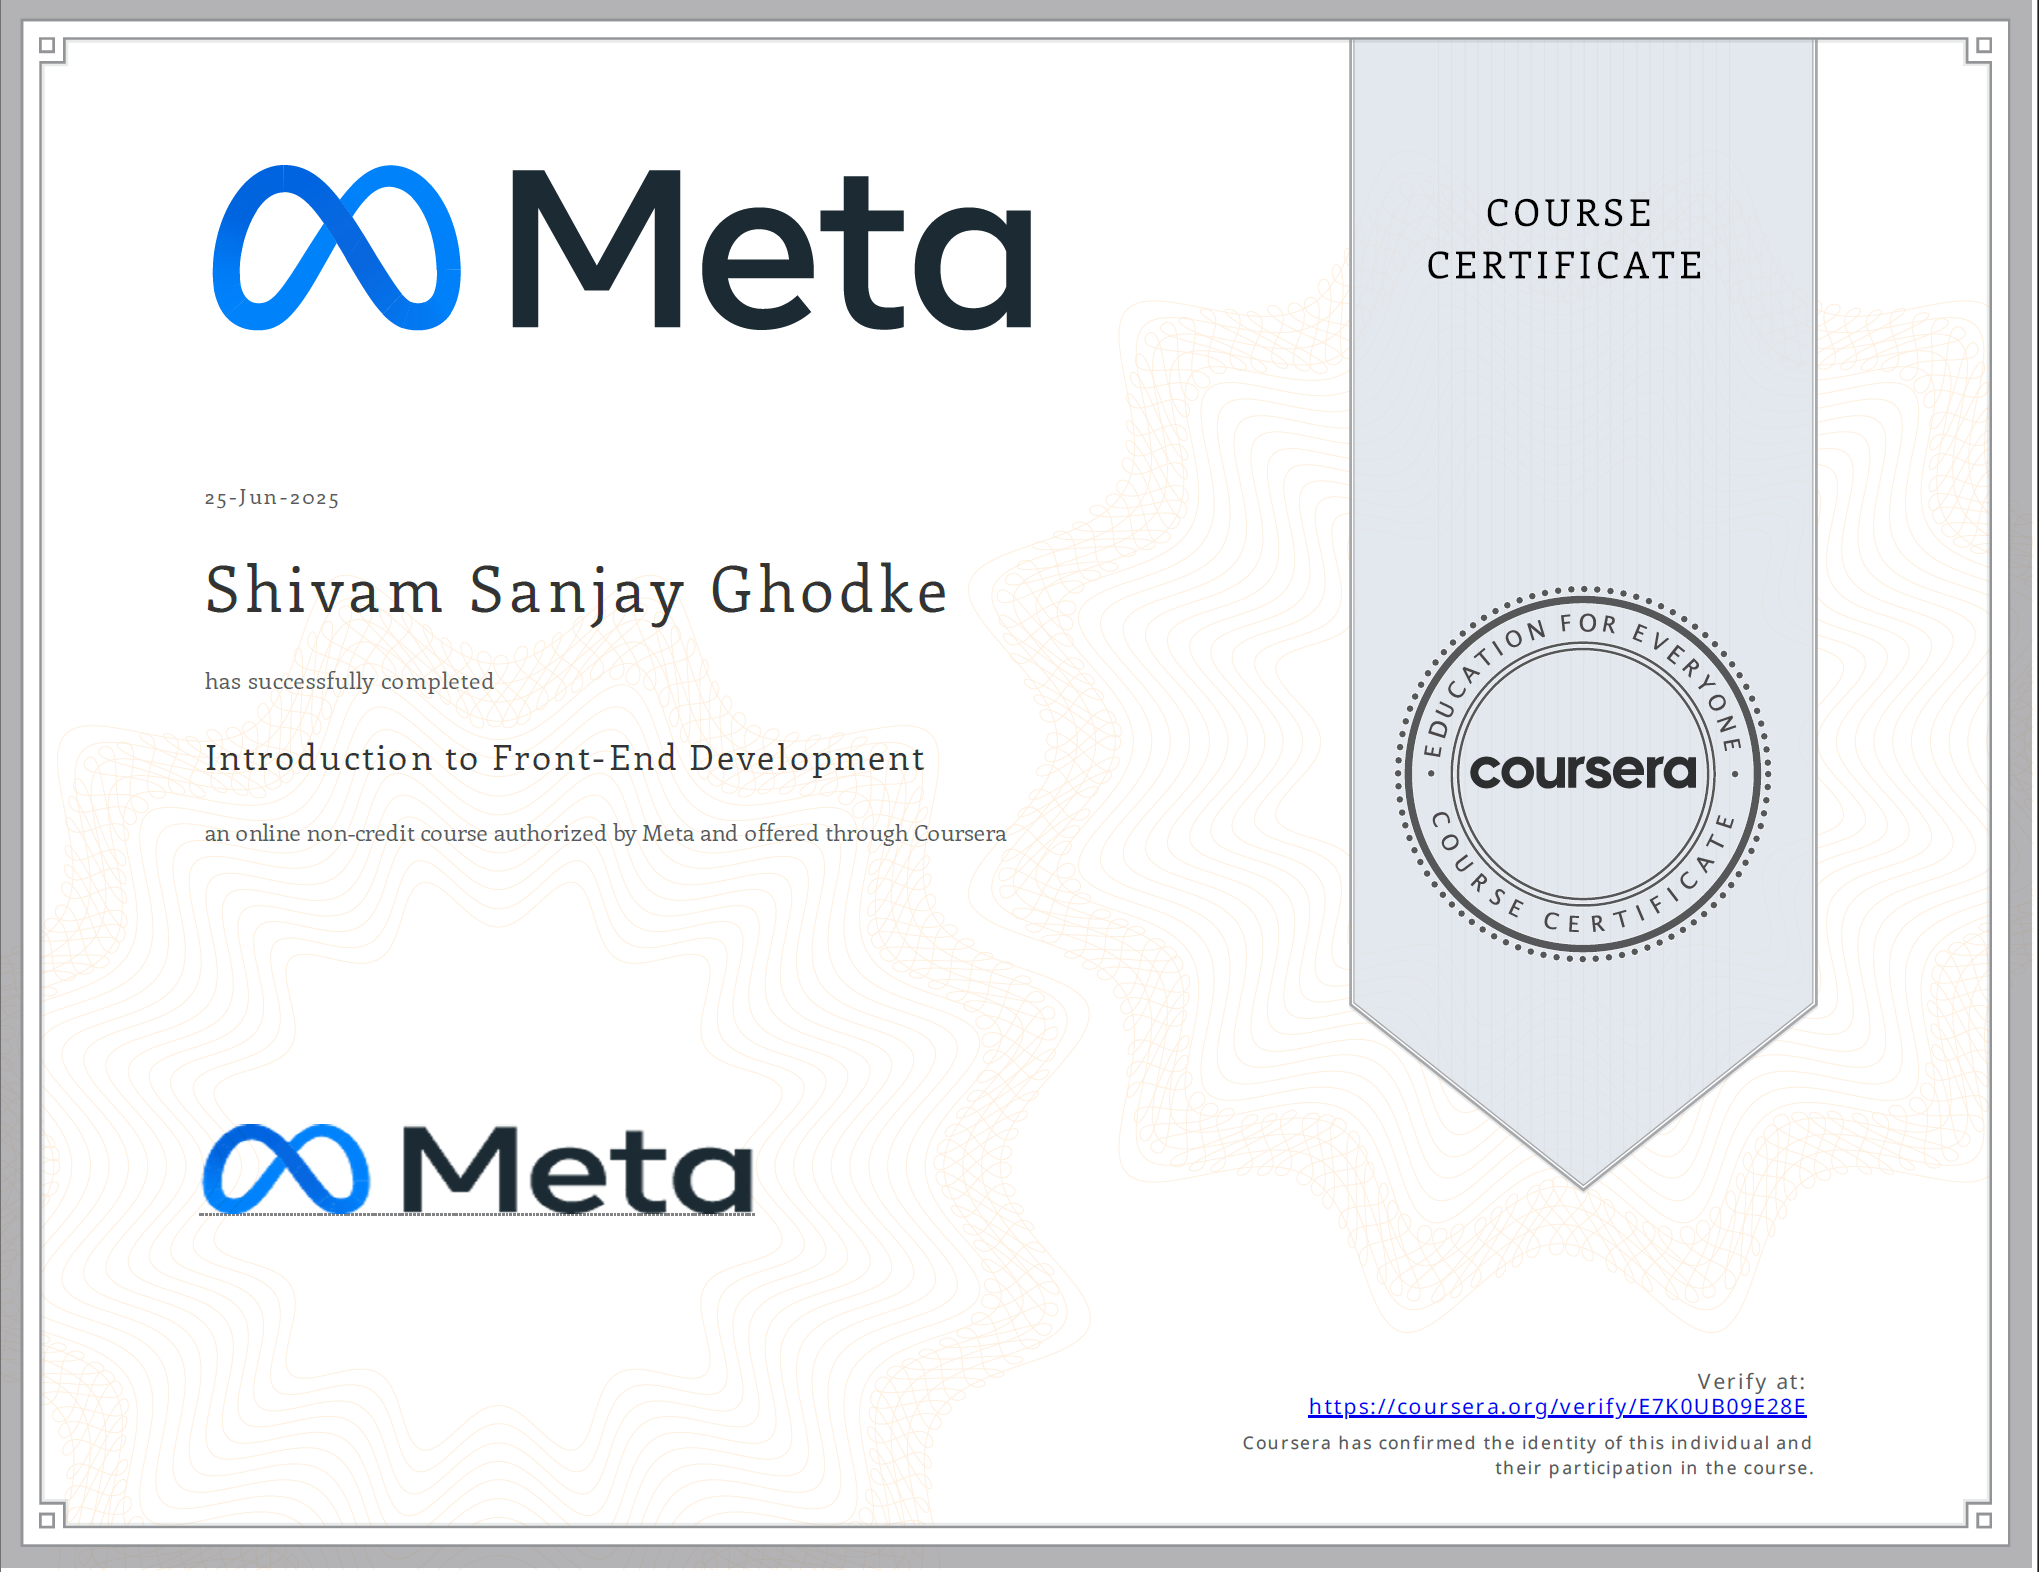 Meta
COURSE
CERTIFICATE
25-Jun-2025
Shivam Sanjay Ghodke
has successfully completed
Introduction to Front-End Development
an online non-credit course authorized by Meta and offered through Coursera
EDUCATION FOR EVERYONE
coursera
COURSE CERTIFICATE
Meta
Verify at:
https://coursera.org/verify/E7K0UB09E28E
Coursera has confirmed the identity of this individual and
their participation in the course.